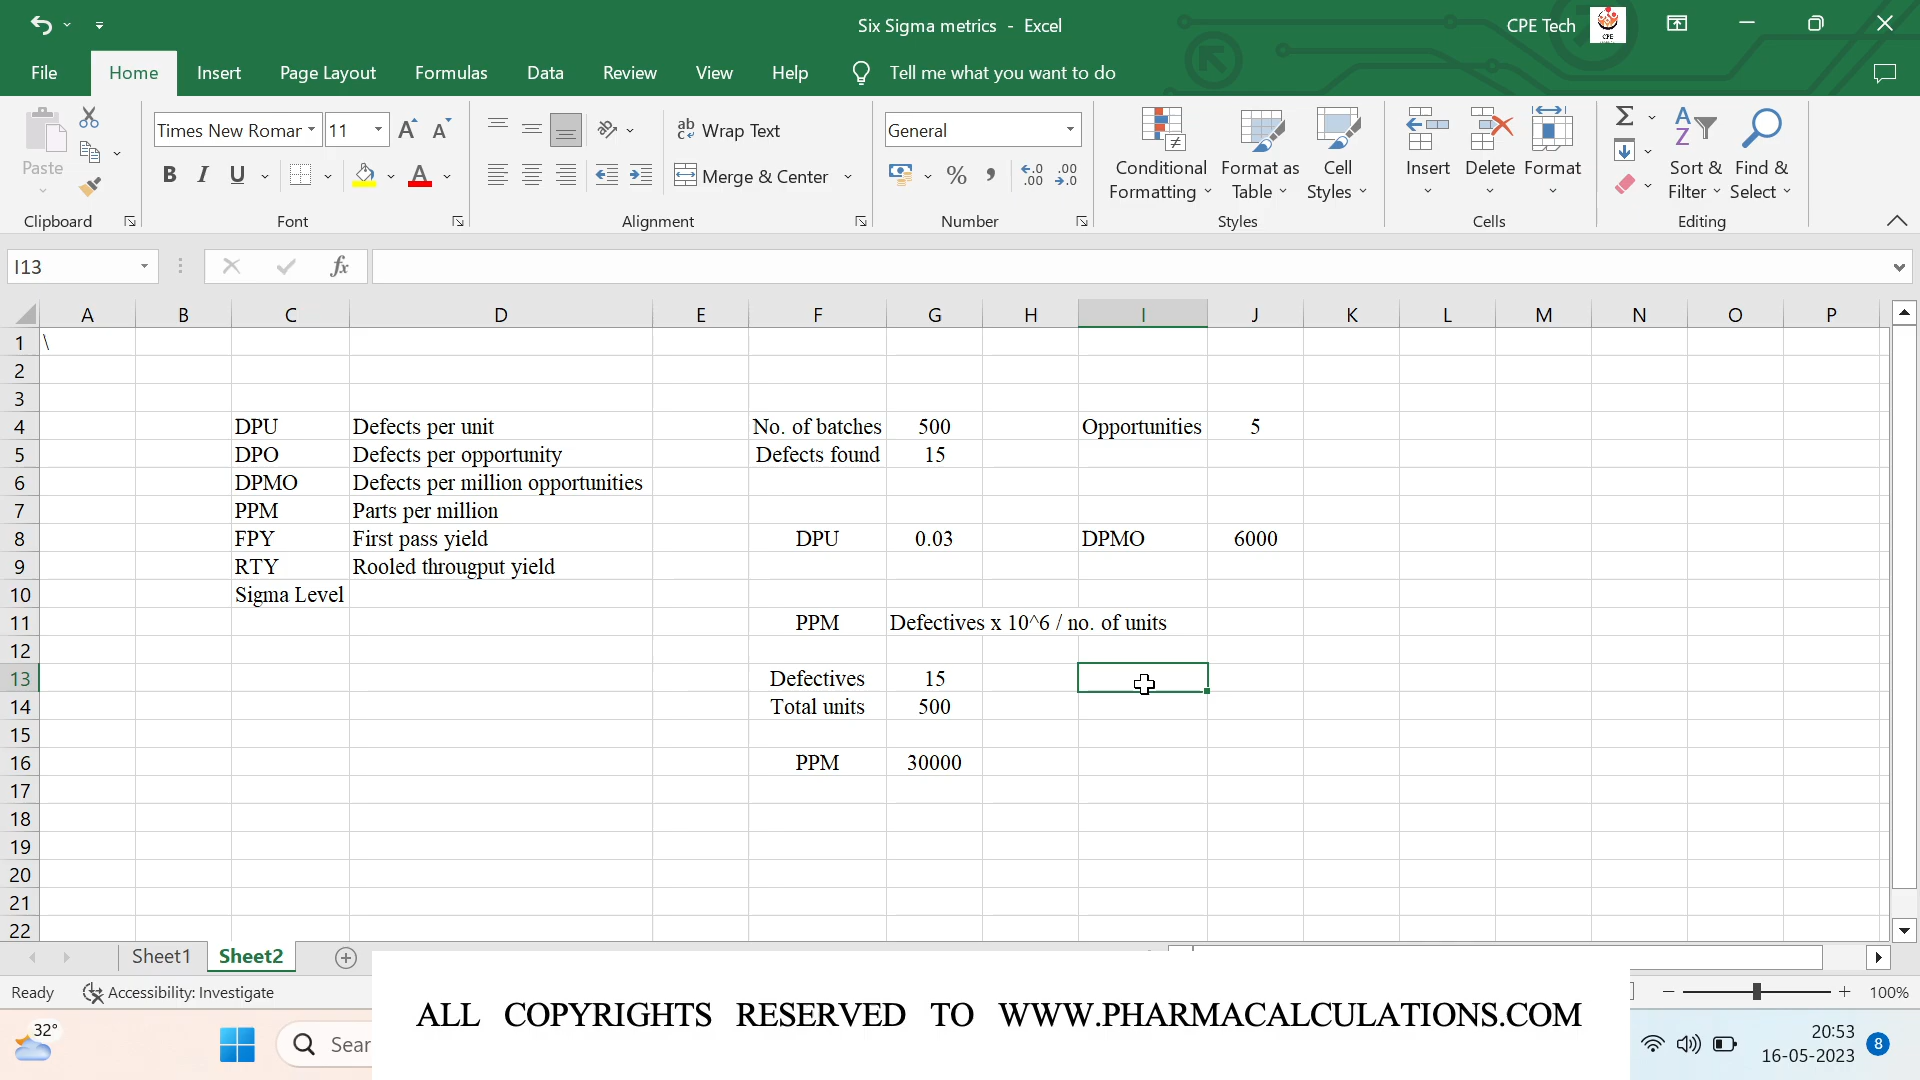 Six Sigma metrics - Excel
CPE Tech
File Home Insert Page Layout Formulas Data Review View Help Tell me what you want to do
Paste
Times New Romar 11
Wrap Text
Merge & Center
General
Conditional Formatting
Format as Table
Cell Styles
Insert Delete Format
Sort & Filter
Find & Select
Clipboard Font Alignment Number Styles Cells Editing
I13
fx
A B C D E F G H I J K L M N O P
1 \
2
3
4 DPU Defects per unit No. of batches 500 Opportunities 5
5 DPO Defects per opportunity Defects found 15
6 DPMO Defects per million opportunities
7 PPM Parts per million
8 FPY First pass yield DPU 0.03 DPMO 6000
9 RTY Rooled througput yield
10 Sigma Level
11 PPM Defectives x 10^6 / no. of units
12
13 Defectives 15
14 Total units 500
15
16 PPM 30000
17
18
19
20
21
22
Sheet1 Sheet2
Ready Accessibility: Investigate 100%
ALL COPYRIGHTS RESERVED TO WWW.PHARMACALCULATIONS.COM
32°
Sear
20:53
16-05-2023 8